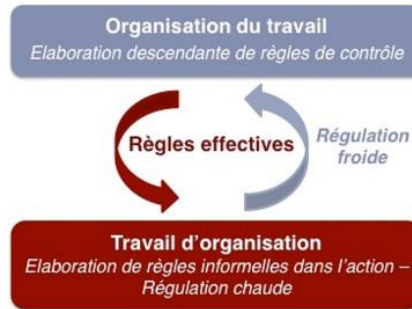 Organisation du travail
Elaboration descendante de règles de contrôle
Règles effectives
Régulation
froide
Travail d'organisation
Elaboration de règles informelles dans l'action –
Régulation chaude